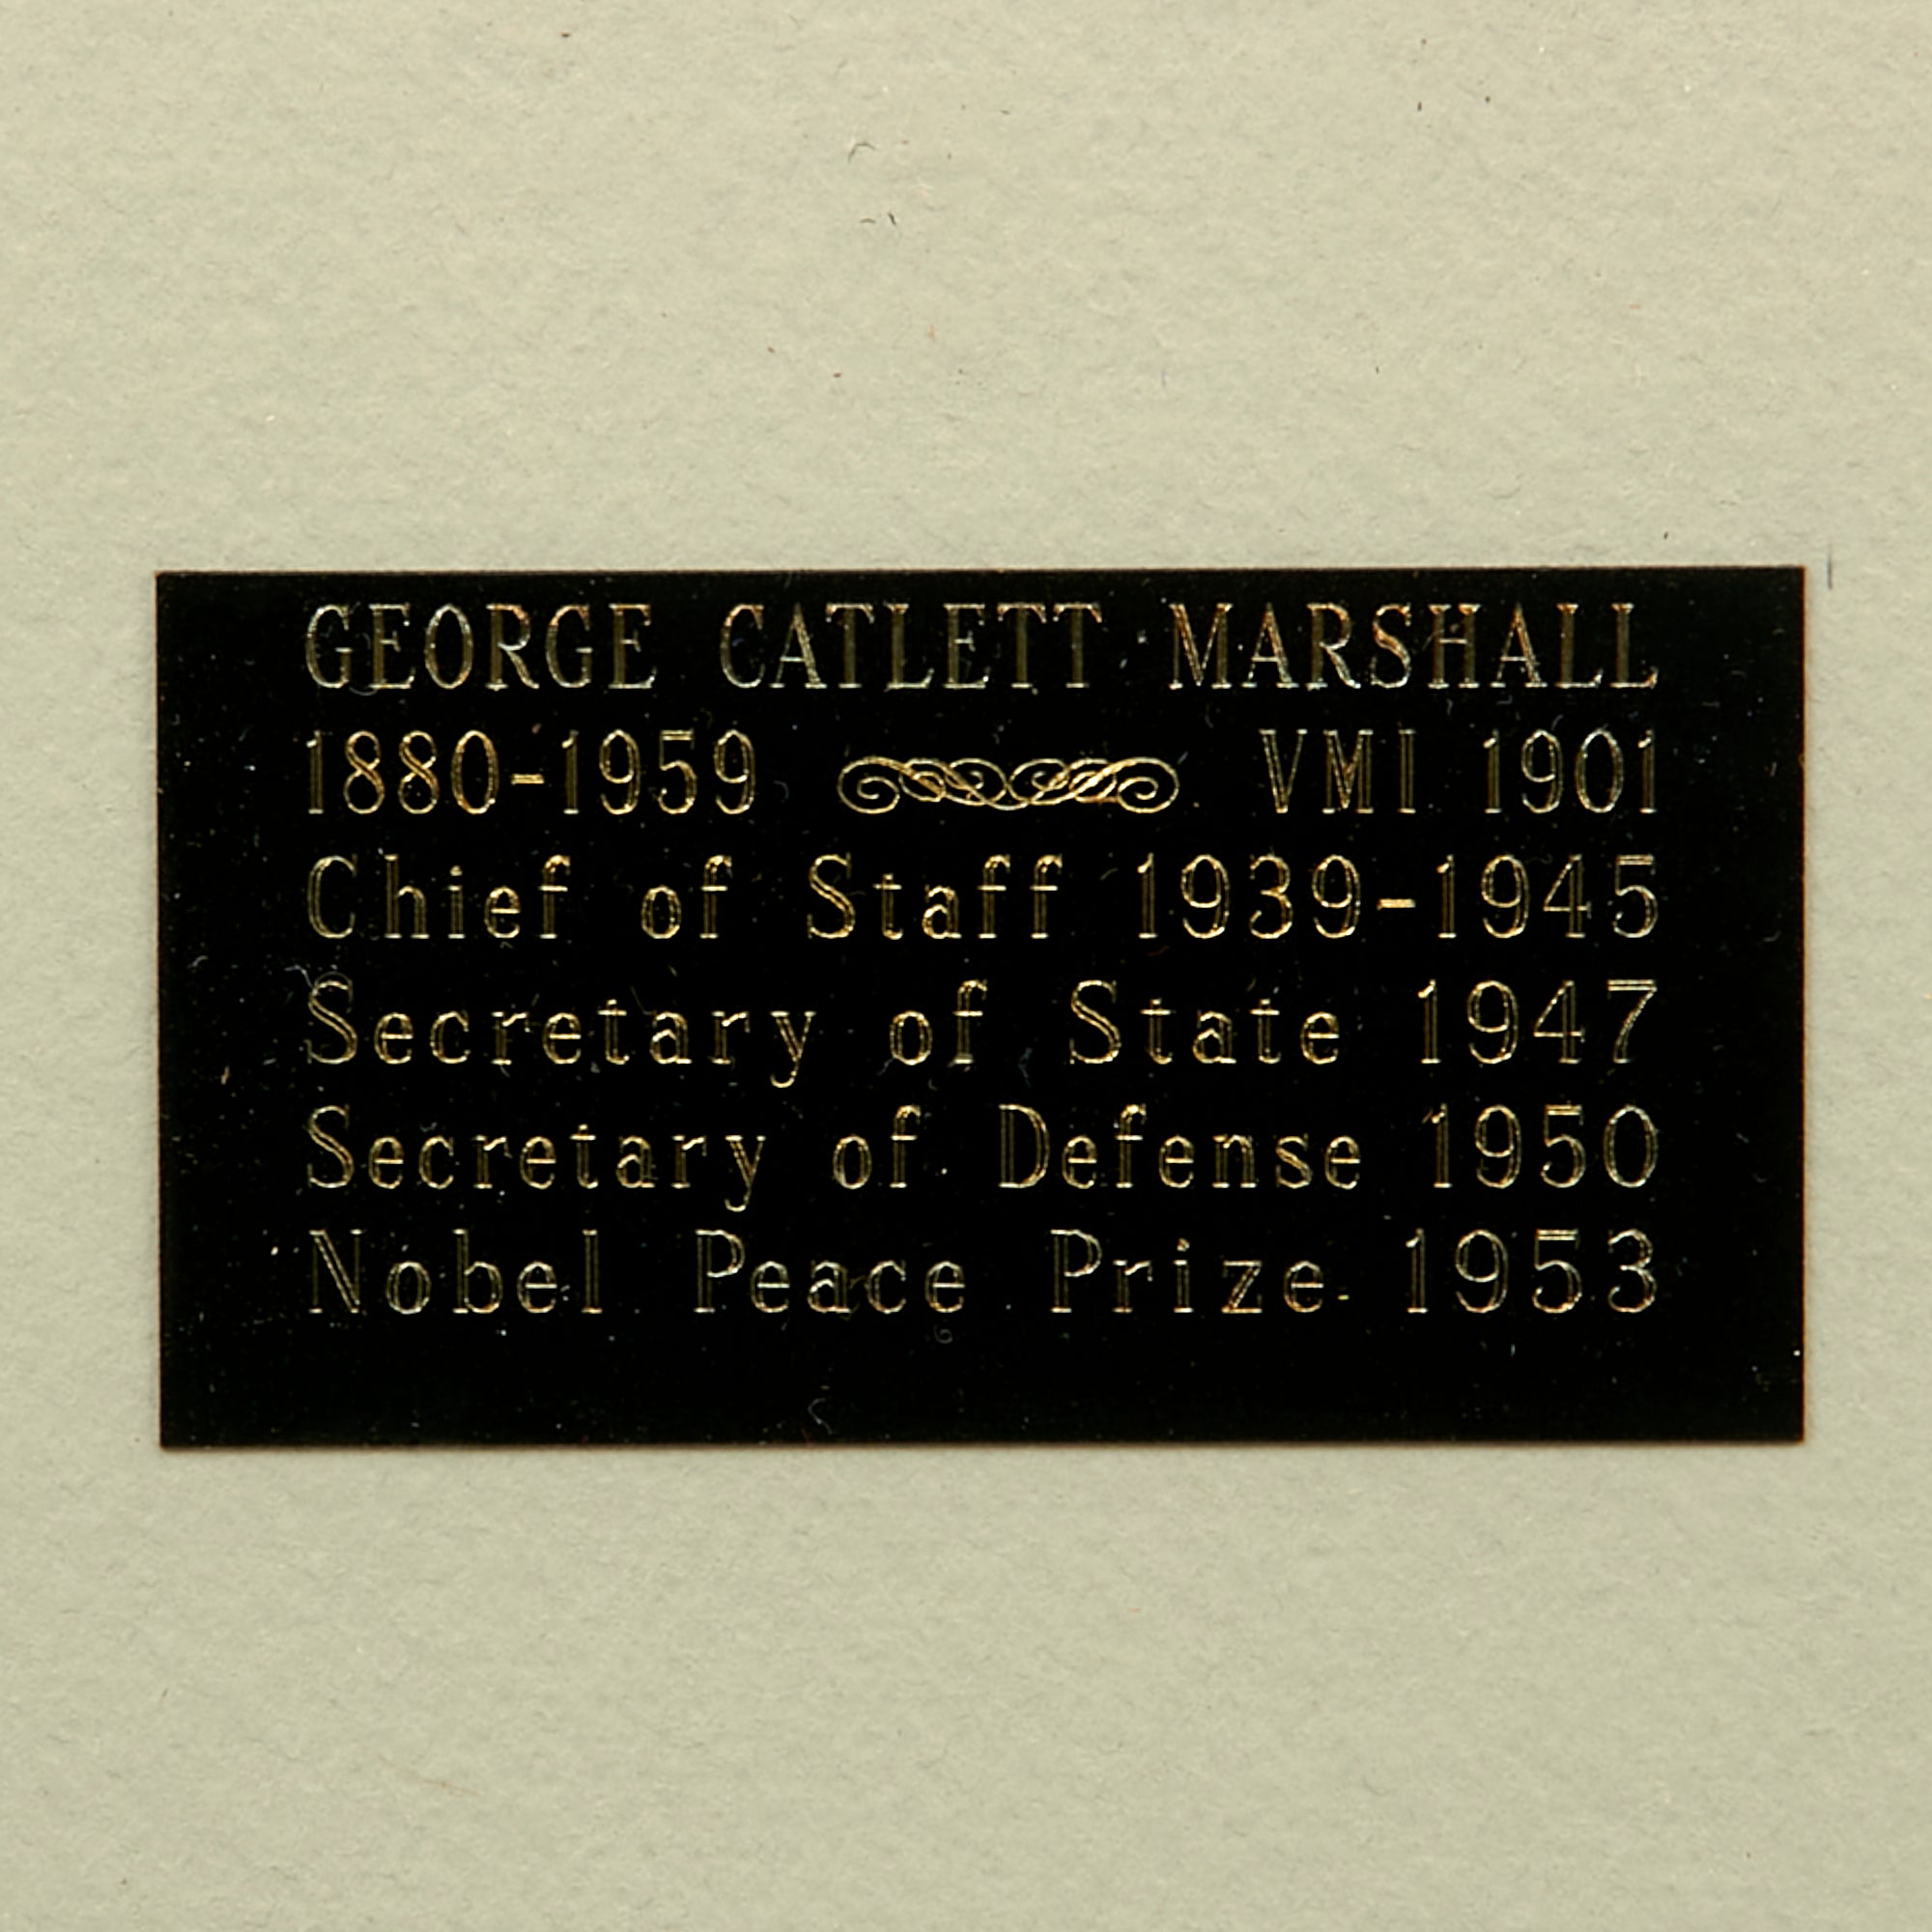 GEORGE CATLETT MARSHALL
1880-1959 VMI 1901
Chief of Staff 1939-1945
Secretary of State 1947
Secretary of Defense 1950
Nobel Peace Prize 1953